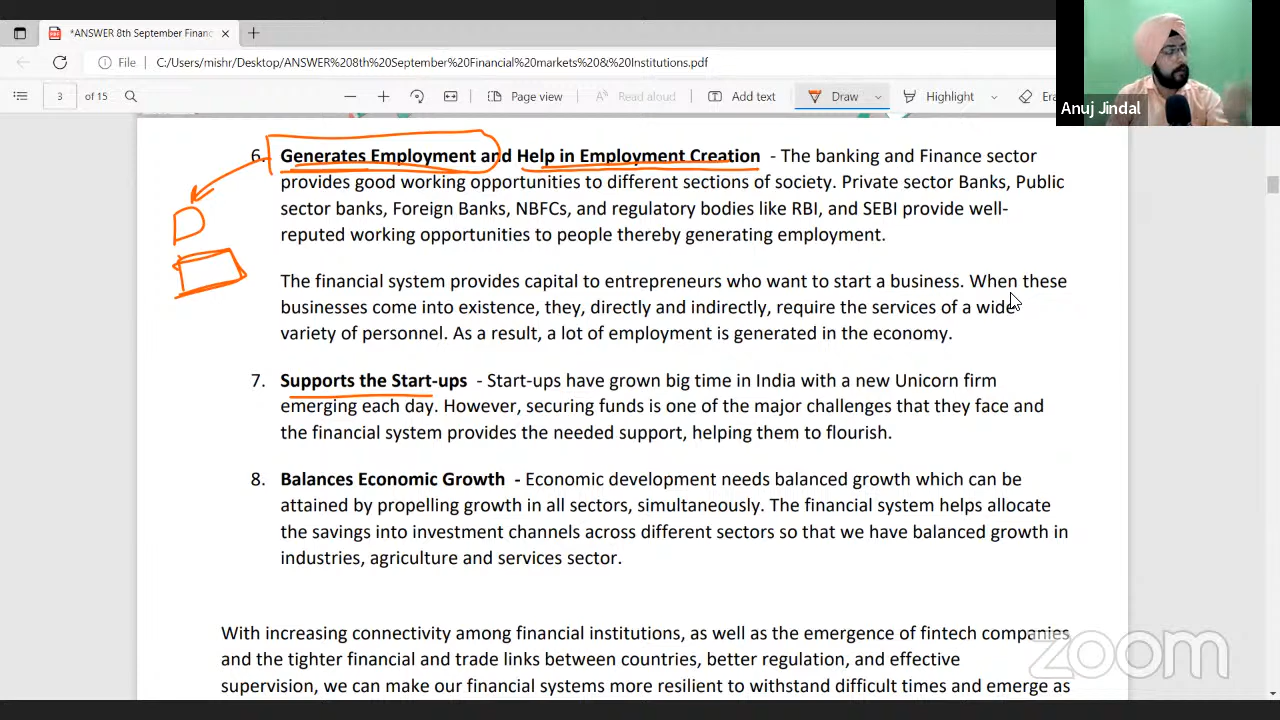 *ANSWER 8th September Financ
File C:/Users/mishr/Desktop/ANSWER%208th%20September%20Financial%20markets%20&%20Institutions.pdf
3 of 15 Page view Read aloud Add text Draw Highlight Era
Anuj Jindal
6. Generates Employment and Help in Employment Creation - The banking and Finance sector
provides good working opportunities to different sections of society. Private sector Banks, Public
sector banks, Foreign Banks, NBFCs, and regulatory bodies like RBI, and SEBI provide well-
reputed working opportunities to people thereby generating employment.
The financial system provides capital to entrepreneurs who want to start a business. When these
businesses come into existence, they, directly and indirectly, require the services of a wide
variety of personnel. As a result, a lot of employment is generated in the economy.
7. Supports the Start-ups - Start-ups have grown big time in India with a new Unicorn firm
emerging each day. However, securing funds is one of the major challenges that they face and
the financial system provides the needed support, helping them to flourish.
8. Balances Economic Growth - Economic development needs balanced growth which can be
attained by propelling growth in all sectors, simultaneously. The financial system helps allocate
the savings into investment channels across different sectors so that we have balanced growth in
industries, agriculture and services sector.
With increasing connectivity among financial institutions, as well as the emergence of fintech companies
and the tighter financial and trade links between countries, better regulation, and effective
supervision, we can make our financial systems more resilient to withstand difficult times and emerge as
zoom